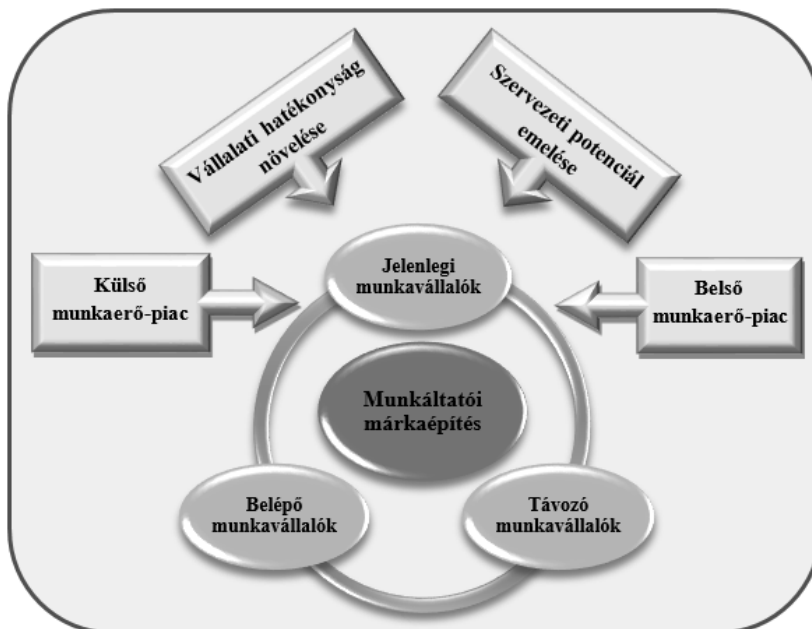 Vállalati hatékonyság
növelése
Szervezeti potenciál
emelése
Külső
munkaerő-piac
Jelenlegi
munkavállalók
Belső
munkaerő-piac
Munkáltatói
márkaépítés
Belépő
munkavállalók
Távozó
munkavállalók